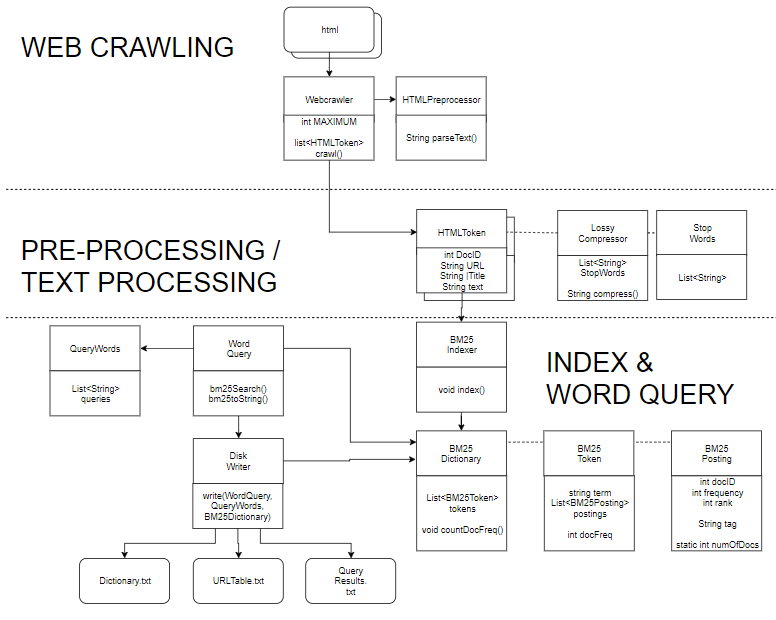 WEB CRAWLING
html
Webcrawler
int MAXIMUM
list<HTMLToken>
crawl()
HTMLPreprocessor
String parseText()
PRE-PROCESSING /
TEXT PROCESSING
HTMLToken
int DocID
String URL
String |Title
String text
Lossy
Compressor
List<String>
StopWords
String compress()
Stop
Words
List<String>
INDEX &
WORD QUERY
QueryWords
List<String>
queries
Word
Query
bm25Search()
bm25toString()
BM25
Indexer
void index()
Disk
Writer
write(WordQuery,
QueryWords,
BM25Dictionary)
BM25
Dictionary
List<BM25Token>
tokens
void countDocFreq()
BM25
Token
string term
List<BM25Posting>
postings
int docFreq
BM25
Posting
int docID
int frequency
int rank
String tag
static int numOfDocs
Dictionary.txt
URLTable.txt
Query
Results.
txt